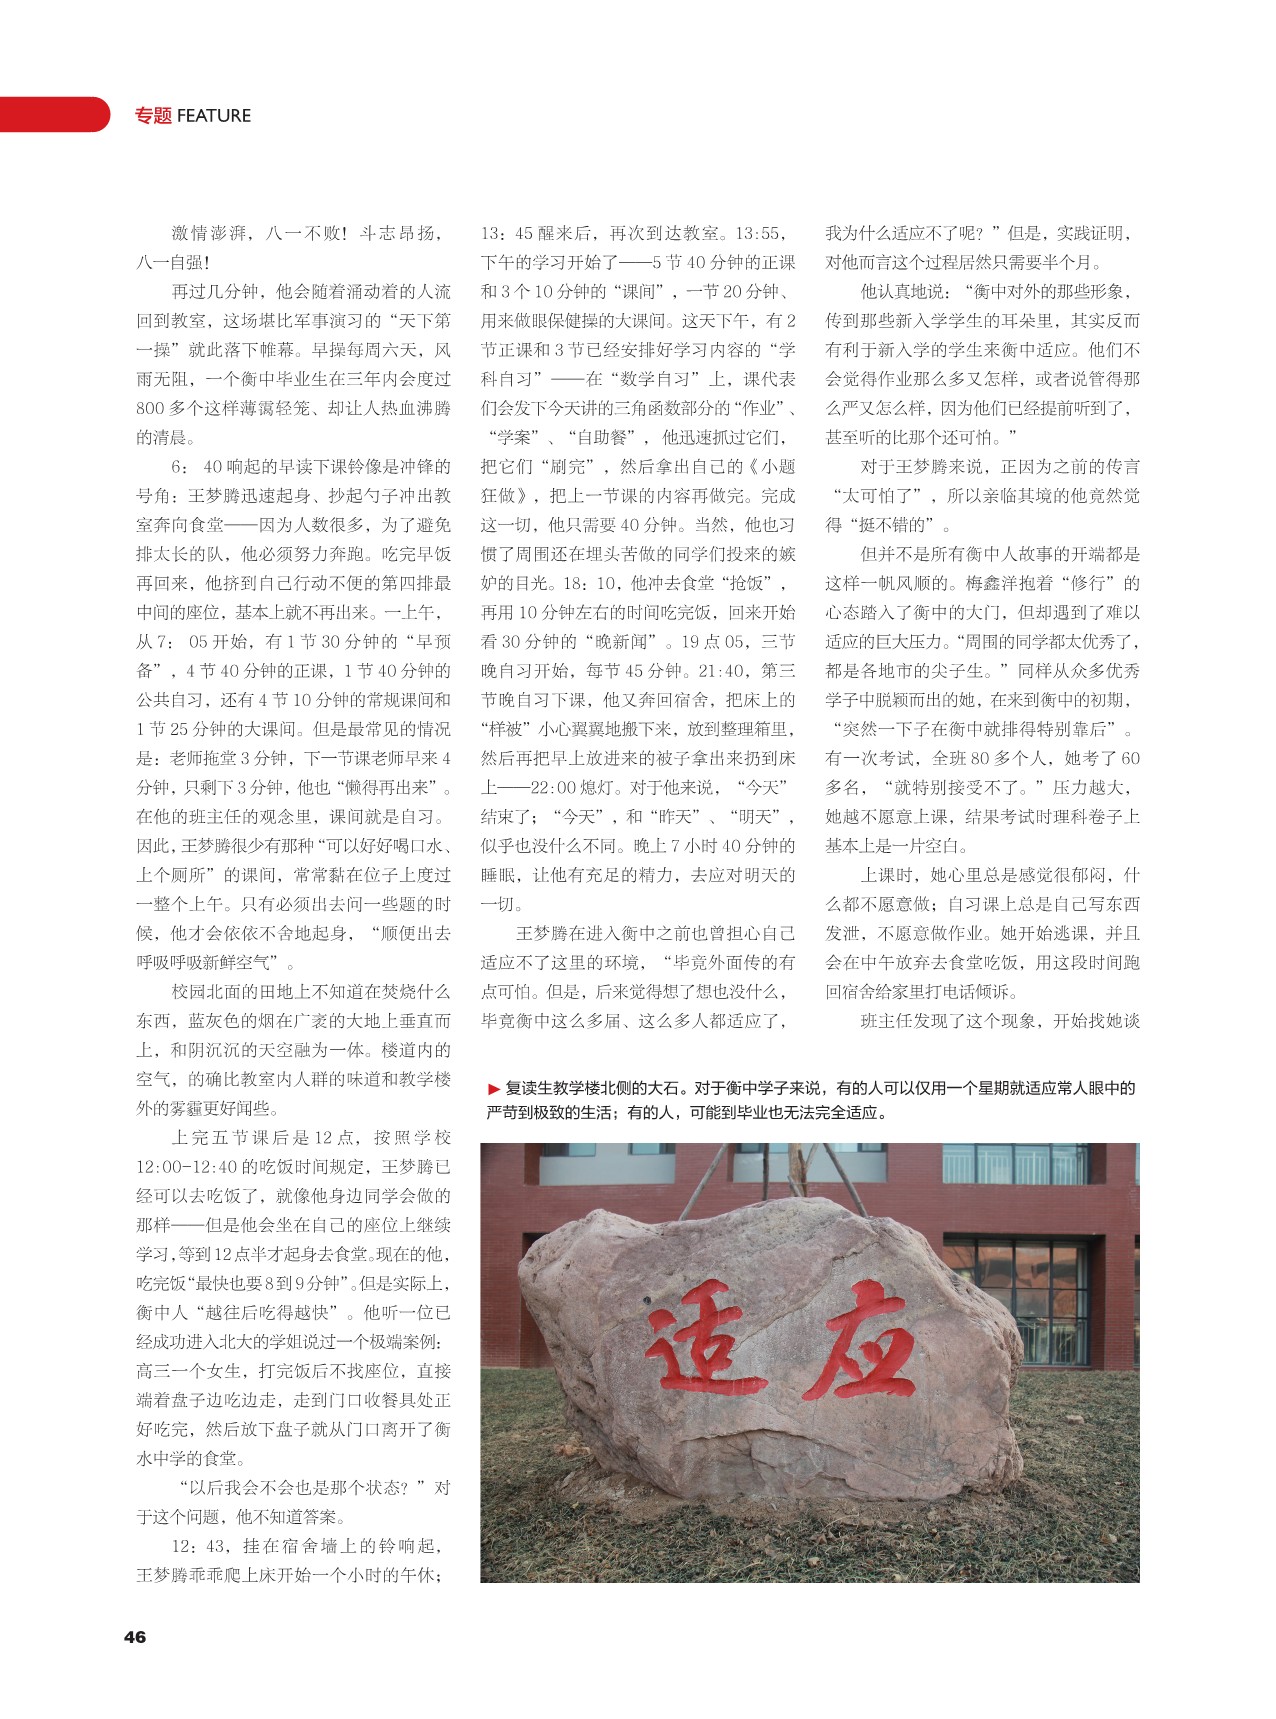 专题 FEATURE
激情澎湃，八一不败！斗志昂扬，
八一自强！
再过几分钟，他会随着涌动着的人流
回到教室，这场堪比军事演习的“天下第
一操”就此落下帷幕。早操每周六天，风
雨无阻，一个衡中毕业生在三年内会度过
800 多个这样薄霭轻笼、却让人热血沸腾
的清晨。
6： 40 响起的早读下课铃像是冲锋的
号角：王梦腾迅速起身、抄起勺子冲出教
室奔向食堂——因为人数很多，为了避免
排太长的队，他必须努力奔跑。吃完早饭
再回来，他挤到自己行动不便的第四排最
中间的座位，基本上就不再出来。一上午，
从 7： 05 开始，有 1 节 30 分钟的“早预
备”，4 节 40 分钟的正课，1 节 40 分钟的
公共自习，还有 4 节 10 分钟的常规课间和
1 节 25 分钟的大课间。但是最常见的情况
是：老师拖堂 3 分钟，下一节课老师早来 4
分钟，只剩下 3 分钟，他也“懒得再出来”。
在他的班主任的观念里，课间就是自习。
因此，王梦腾很少有那种“可以好好喝口水、
上个厕所”的课间，常常黏在位子上度过
一整个上午。只有必须出去问一些题的时
候，他才会依依不舍地起身，“顺便出去
呼吸呼吸新鲜空气”。
校园北面的田地上不知道在焚烧什么
东西，蓝灰色的烟在广袤的大地上垂直而
上，和阴沉沉的天空融为一体。楼道内的
空气，的确比教室内人群的味道和教学楼
外的雾霾更好闻些。
上完五节课后是 12 点，按照学校
12:00-12:40 的吃饭时间规定，王梦腾已
经可以去吃饭了，就像他身边同学会做的
那样——但是他会坐在自己的座位上继续
学习，等到 12 点半才起身去食堂。现在的他，
吃完饭“最快也要 8 到 9 分钟”。但是实际上，
衡中人“越往后吃得越快”。他听一位已
经成功进入北大的学姐说过一个极端案例：
高三一个女生，打完饭后不找座位，直接
端着盘子边吃边走，走到门口收餐具处正
好吃完，然后放下盘子就从门口离开了衡
水中学的食堂。
“以后我会不会也是那个状态？”对
于这个问题，他不知道答案。
12： 43，挂在宿舍墙上的铃响起，
王梦腾乖乖爬上床开始一个小时的午休；
13：45 醒来后，再次到达教室。13:55，
下午的学习开始了——5 节 40 分钟的正课
和 3 个 10 分钟的“课间”，一节 20 分钟、
用来做眼保健操的大课间。这天下午，有 2
节正课和 3 节已经安排好学习内容的“学
科自习”——在“数学自习”上，课代表
们会发下今天讲的三角函数部分的“作业”、
“学案”、“自助餐”，他迅速抓过它们，
把它们“刷完”，然后拿出自己的《小题
狂做》，把上一节课的内容再做完。完成
这一切，他只需要 40 分钟。当然，他也习
惯了周围还在埋头苦做的同学们投来的嫉
妒的目光。18：10，他冲去食堂“抢饭”，
再用 10 分钟左右的时间吃完饭，回来开始
看 30 分钟的“晚新闻”。19 点 05，三节
晚自习开始，每节 45 分钟。21:40，第三
节晚自习下课，他又奔回宿舍，把床上的
“样被”小心翼翼地搬下来，放到整理箱里，
然后再把早上放进来的被子拿出来扔到床
上——22:00 熄灯。对于他来说，“今天”
结束了；“今天”，和“昨天”、“明天”，
似乎也没什么不同。晚上 7 小时 40 分钟的
睡眠，让他有充足的精力，去应对明天的
一切。
王梦腾在进入衡中之前也曾担心自己
适应不了这里的环境，“毕竟外面传的有
点可怕。但是，后来觉得想了想也没什么，
毕竟衡中这么多届、这么多人都适应了，
我为什么适应不了呢？”但是，实践证明，
对他而言这个过程居然只需要半个月。
他认真地说：“衡中对外的那些形象，
传到那些新入学学生的耳朵里，其实反而
有利于新入学的学生来衡中适应。他们不
会觉得作业那么多又怎样，或者说管得那
么严又怎么样，因为他们已经提前听到了，
甚至听的比那个还可怕。”
对于王梦腾来说，正因为之前的传言
“太可怕了”，所以亲临其境的他竟然觉
得“挺不错的”。
但并不是所有衡中人故事的开端都是
这样一帆风顺的。梅鑫洋抱着“修行”的
心态踏入了衡中的大门，但却遇到了难以
适应的巨大压力。“周围的同学都太优秀了，
都是各地市的尖子生。”同样从众多优秀
学子中脱颖而出的她，在来到衡中的初期，
“突然一下子在衡中就排得特别靠后”。
有一次考试，全班 80 多个人，她考了 60
多名，“就特别接受不了。”压力越大，
她越不愿意上课，结果考试时理科卷子上
基本上是一片空白。
上课时，她心里总是感觉很郁闷，什
么都不愿意做；自习课上总是自己写东西
发泄，不愿意做作业。她开始逃课，并且
会在中午放弃去食堂吃饭，用这段时间跑
回宿舍给家里打电话倾诉。
班主任发现了这个现象，开始找她谈
▶ 复读生教学楼北侧的大石。对于衡中学子来说，有的人可以仅用一个星期就适应常人眼中的
严苛到极致的生活；有的人，可能到毕业也无法完全适应。
适应
46